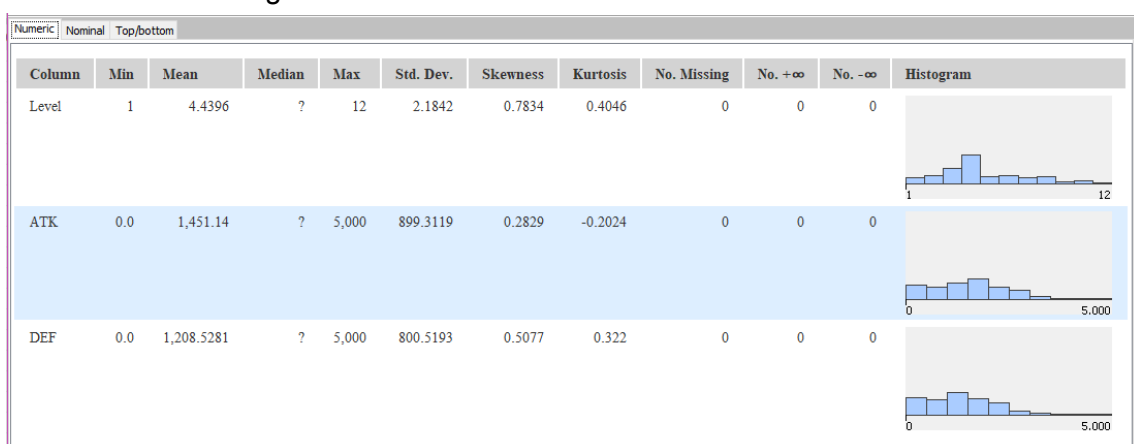 Numeric Nominal Top/bottom
Column Min Mean Median Max Std. Dev. Skewness Kurtosis No. Missing No. +∞ No. -∞ Histogram
Level 1 4.4396 ? 12 2.1842 0.7834 0.4046 0 0 0
1 12
ATK 0.0 1,451.14 ? 5,000 899.3119 0.2829 -0.2024 0 0 0
0 5.000
DEF 0.0 1,208.5281 ? 5,000 800.5193 0.5077 0.322 0 0 0
0 5.000